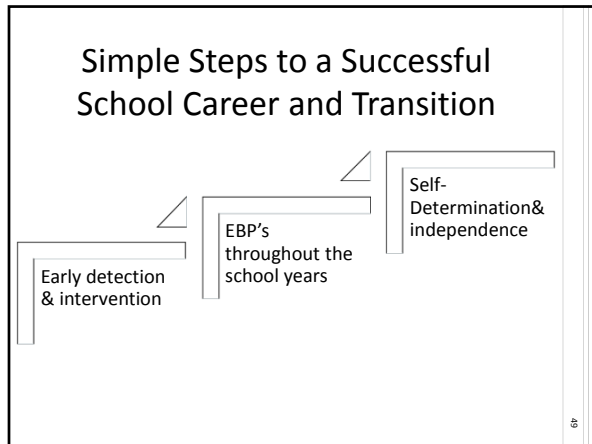 Simple Steps to a Successful
School Career and Transition
Early detection
& intervention
EBP's
throughout the
school years
Self-
Determination&
independence
49